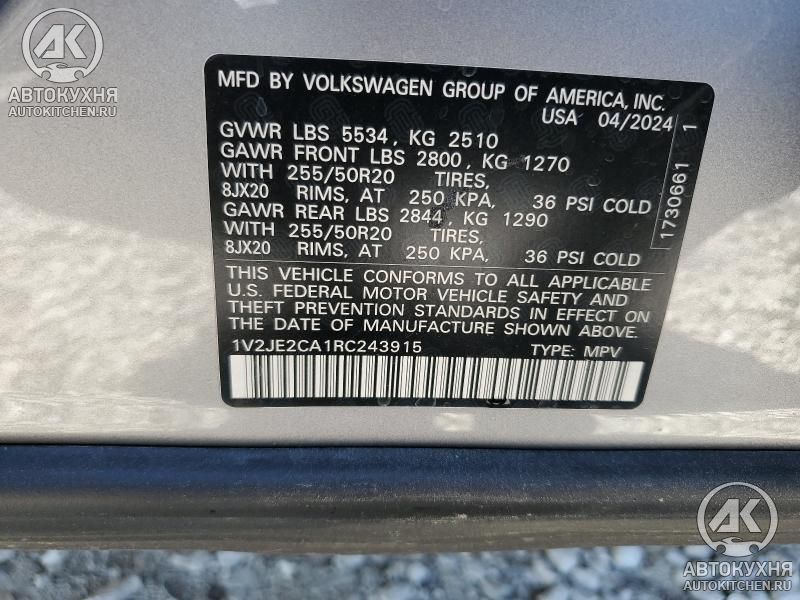 AK
АВТОКУХНЯ
AUTOKITCHEN.RU
MFD BY VOLKSWAGEN GROUP OF AMERICA, INC.
USA 04/2024
GVWR LBS 5534 , KG 2510
GAWR FRONT LBS 2800 , KG 1270
WITH 255/50R20 TIRES,
8JX20 RIMS, AT 250 KPA, 36 PSI COLD
GAWR REAR LBS 2844 , KG 1290
WITH 255/50R20 TIRES,
8JX20 RIMS, AT 250 KPA, 36 PSI COLD
THIS VEHICLE CONFORMS TO ALL APPLICABLE
U.S. FEDERAL MOTOR VEHICLE SAFETY AND
THEFT PREVENTION STANDARDS IN EFFECT ON
THE DATE OF MANUFACTURE SHOWN ABOVE.
1V2JE2CA1RC243915 TYPE: MPV
1730661 1
AK
АВТОКУХНЯ
AUTOKITCHEN.RU